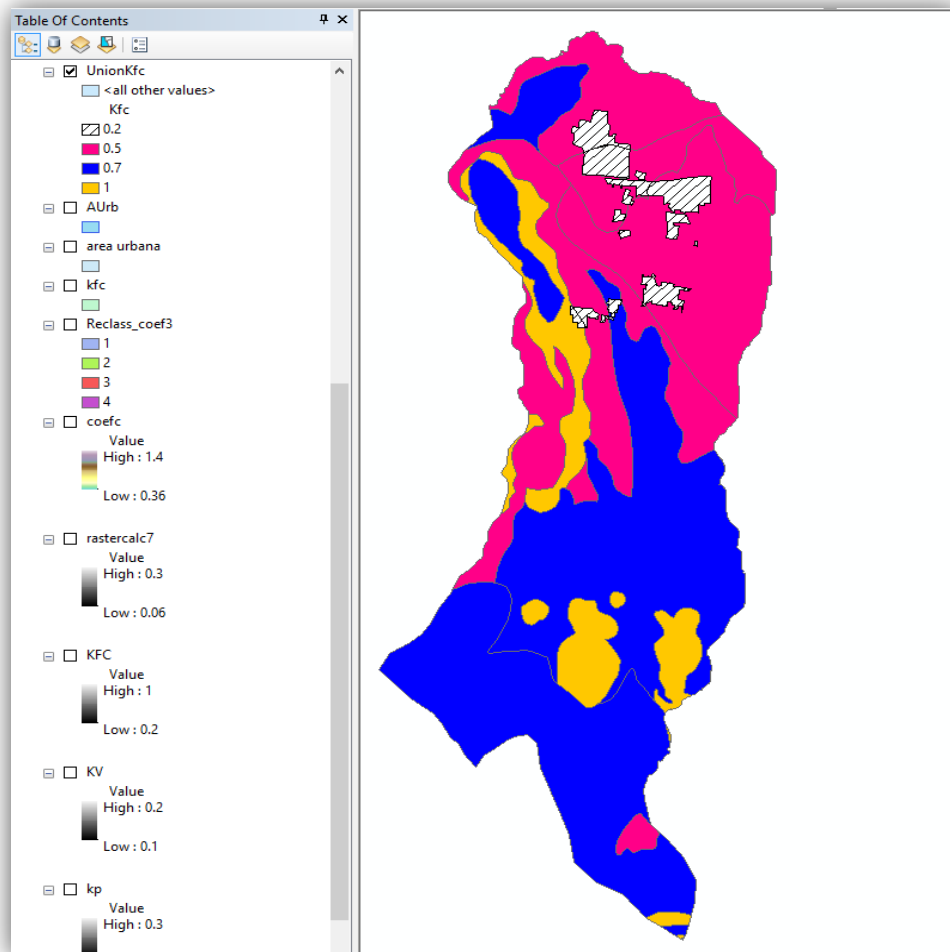 Table Of Contents
UnionKfc
<all other values>
Kfc
0.2
0.5
0.7
1
AUrb
area urbana
kfc
Reclass_coef3
1
2
3
4
coefc
Value
High : 1.4
Low : 0.36
rastercalc7
Value
High : 0.3
Low : 0.06
KFC
Value
High : 1
Low : 0.2
KV
Value
High : 0.2
Low : 0.1
kp
Value
High : 0.3